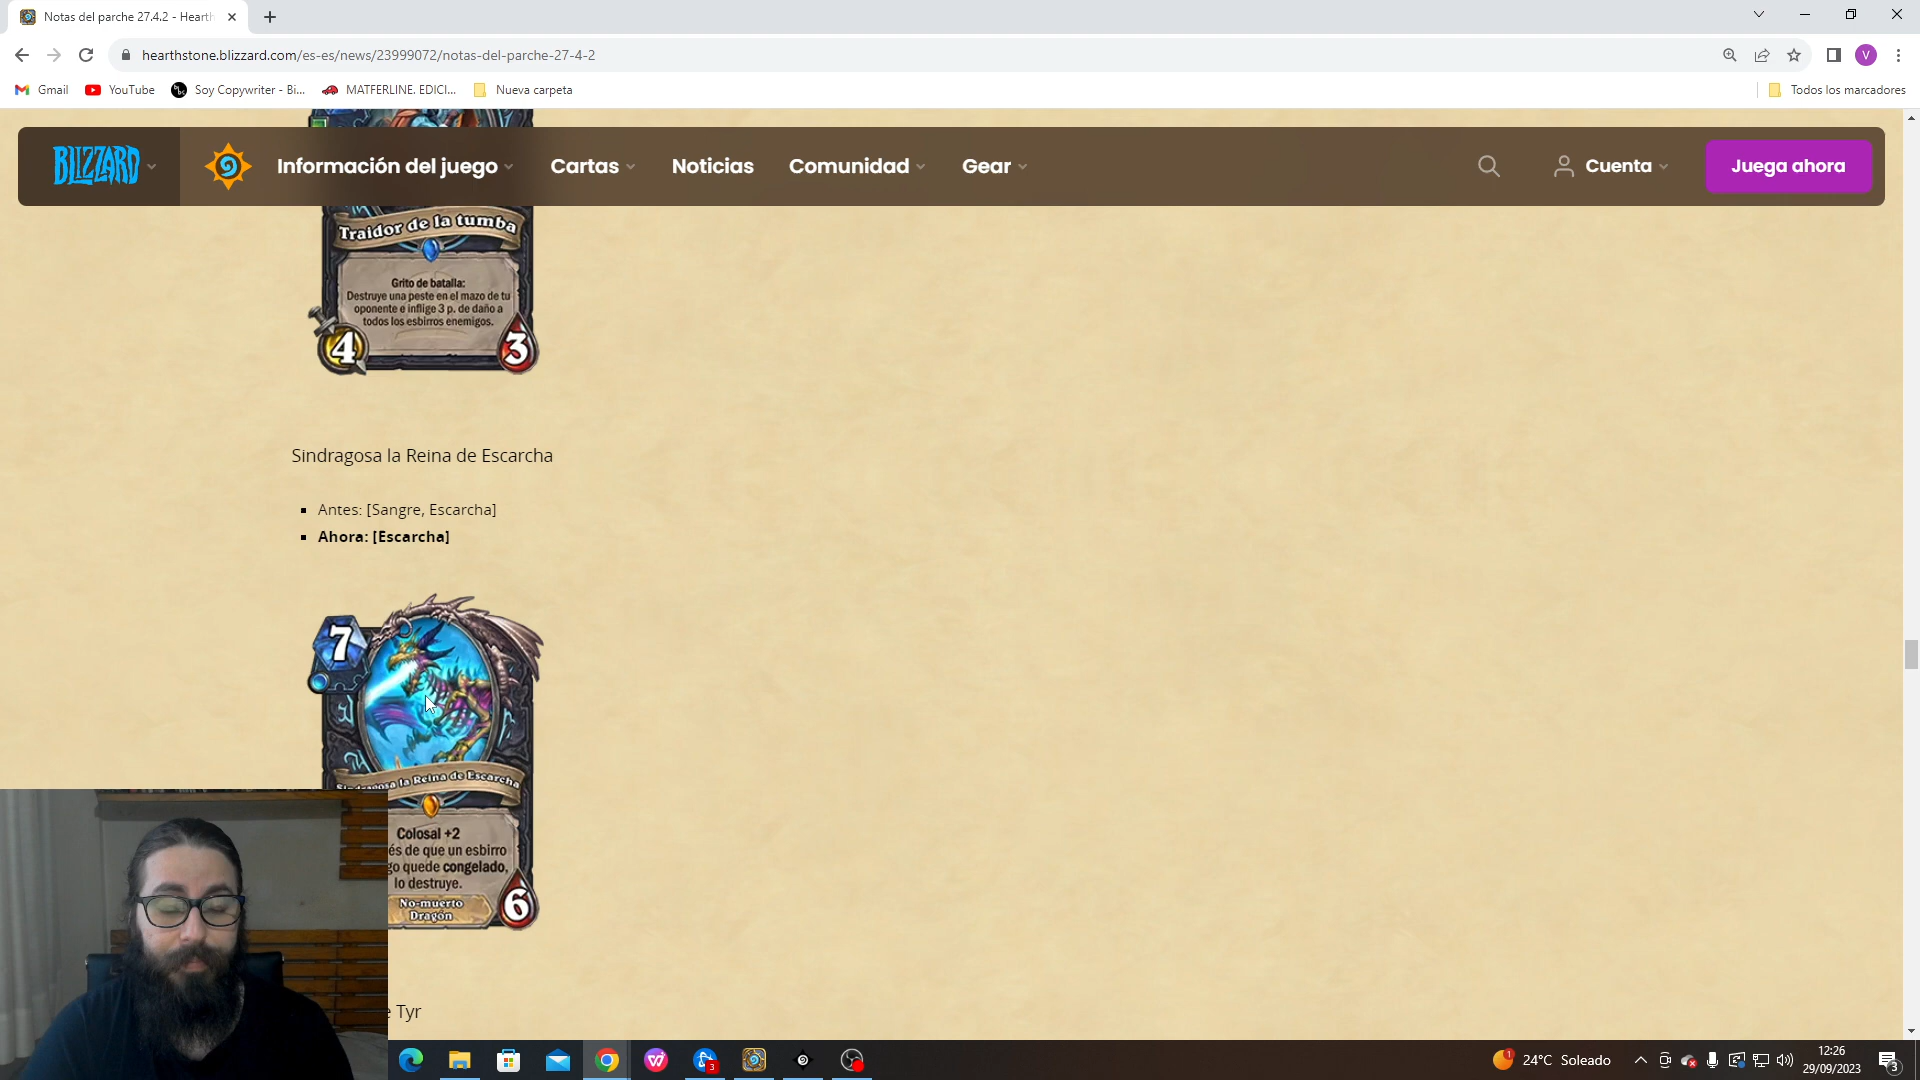 Notas del parche 27.4.2 - Hearth
hearthstone.blizzard.com/es-es/news/23999072/notas-del-parche-27-4-2
V
Gmail
YouTube
Soy Copywriter - Bi...
MATFERLINE. EDICI...
Nueva carpeta
Todos los marcadores
BLIZZARD
Información del juego
Cartas
Noticias
Comunidad
Gear
Cuenta
Juega ahora
Traidor de la tumba
Grito de batalla:
Destruye una peste en el mazo de tu
oponente e inflige 3 p. de daño a
todos los esbirros enemigos.
4
3
Sindragosa la Reina de Escarcha
Antes: [Sangre, Escarcha]
Ahora: [Escarcha]
7
Sindragosa la Reina de Escarcha
Colosal +2
és de que un esbirro
go quede congelado,
lo destruye.
No-muerto
Dragón
6
e Tyr
3
1
24°C Soleado
12:26
29/09/2023
3